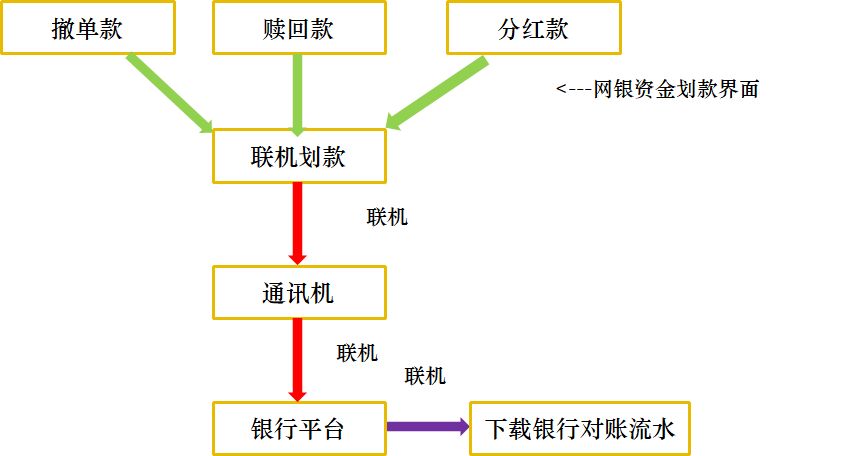 撤单款
赎回款
分红款
<---网银资金划款界面
联机划款
联机
通讯机
联机
联机
银行平台
下载银行对账流水